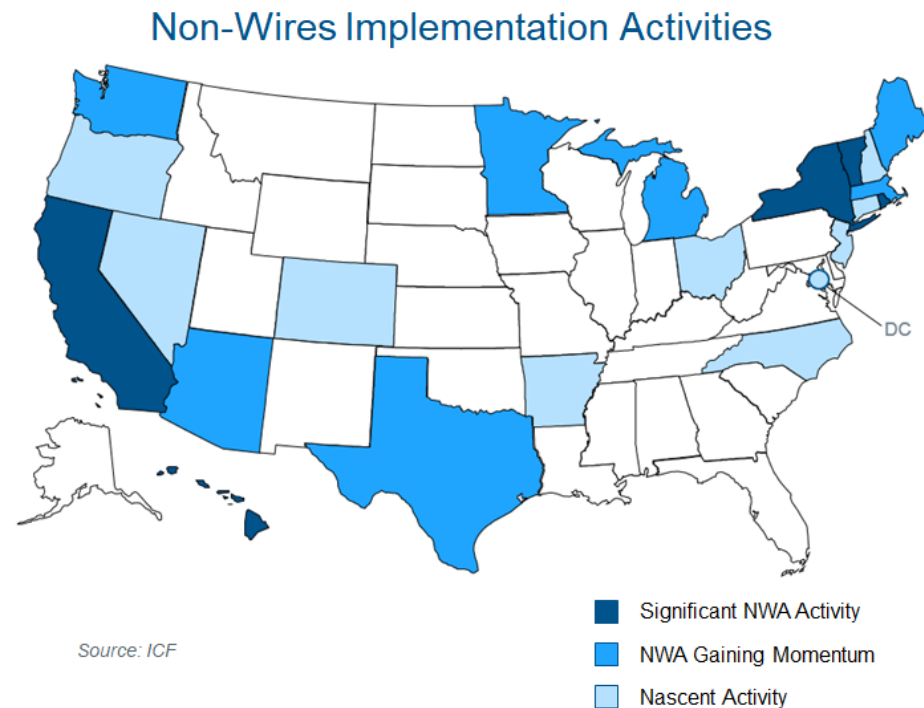 Non-Wires Implementation Activities
DC
Significant NWA Activity
NWA Gaining Momentum
Source: ICF
Nascent Activity